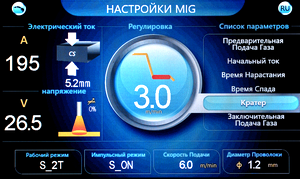 НАСТРОЙКИ MIG
RU
Электрический ток
Регулировка
Список параметров
A
195
CS
5.2mm
напряжение
V
26.5
0%
3.0
Предварительная
Подача Газа
Начальный ток
Время Нарастания
Время Спада
Кратер
Заключительная
Подача Газа
Рабочий режим
S_2T
Импульсный режим
S_ON
Скорость Подачи
6.0 m/min
Диаметр Проволоки
Φ 1.2 mm